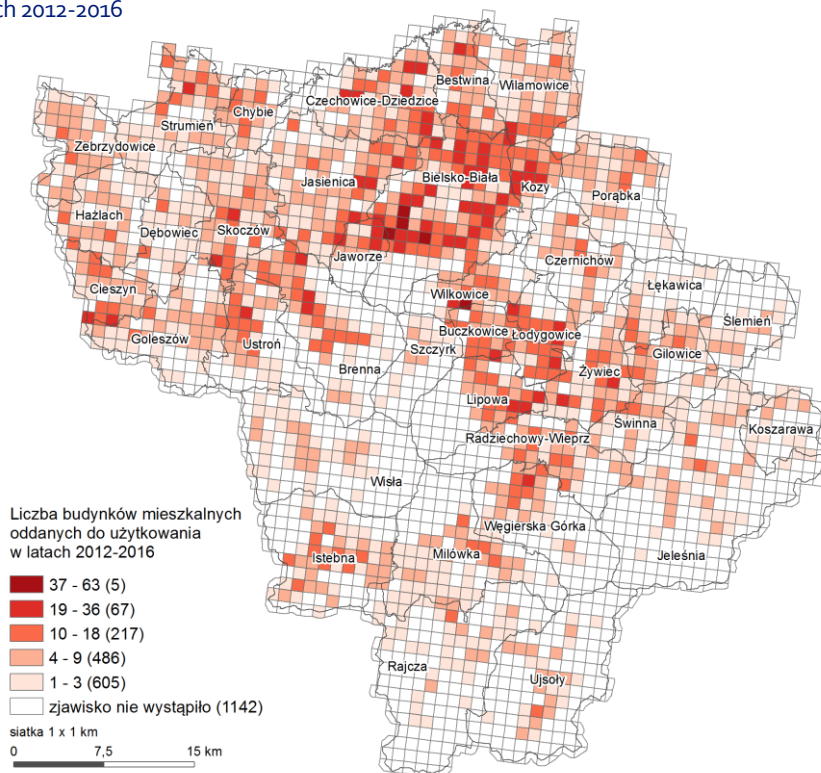 ch 2012-2016
Bestwina
Wilamowice
Czechowice-Dziedzice
Chybie
Strumień
Zebrzydowice
Bielsko-Biała
Jasienica
Kozy
Porąbka
Hażlach
Skoczów
Dębowiec
Jaworze
Czernichów
Łękawica
Cieszyn
Wilkowice
Ślemień
Buczkowice
Łodygowice
Goleszów
Ustroń
Szczyrk
Gilowice
Brenna
Żywiec
Lipowa
Świnna
Koszarawa
Radziechowy-Wieprz
Wisła
Węgierska Górka
Istebna
Milówka
Jeleśnia
Rajcza
Ujsoły
Liczba budynków mieszkalnych
oddanych do użytkowania
w latach 2012-2016
37 - 63 (5)
19 - 36 (67)
10 - 18 (217)
4 - 9 (486)
1 - 3 (605)
zjawisko nie wystąpiło (1142)
siatka 1 x 1 km
0 7,5 15 km